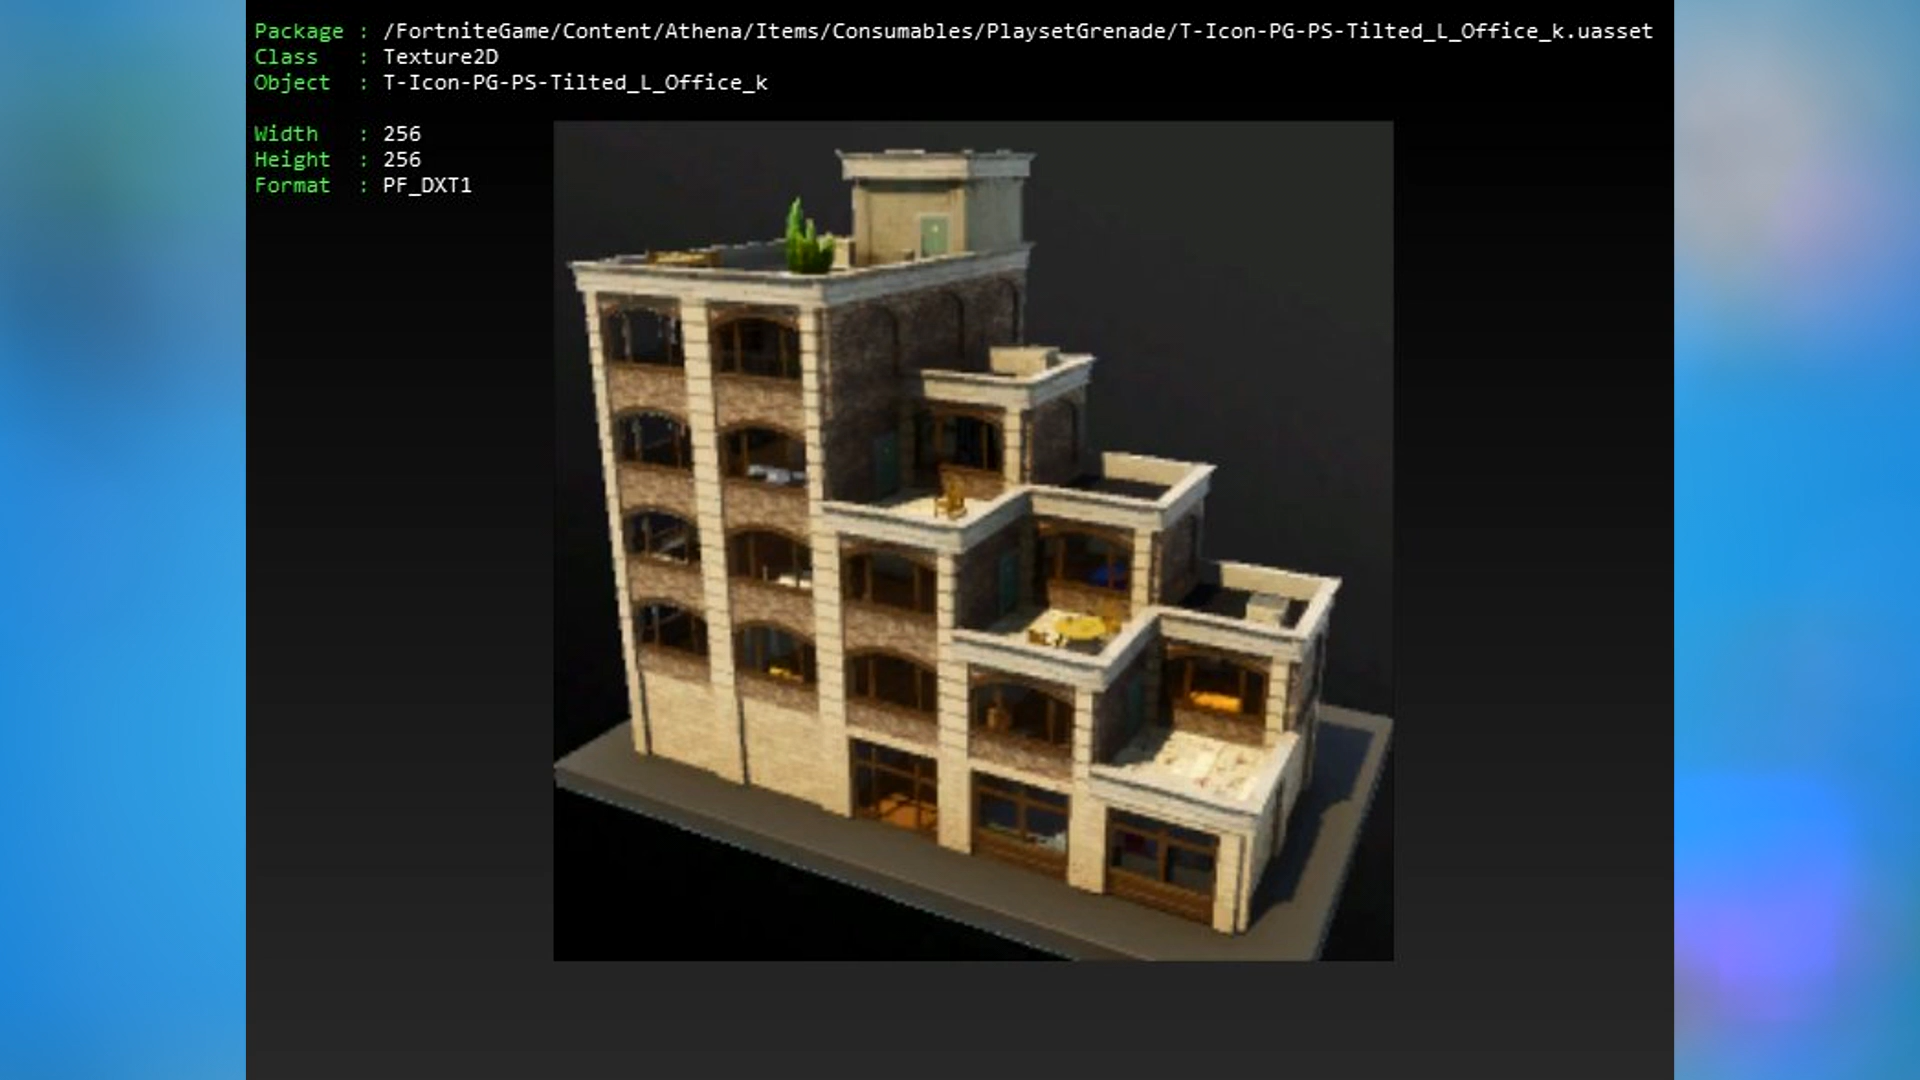 Package : /FortniteGame/Content/Athena/Items/Consumables/PlaysetGrenade/T-Icon-PG-PS-Tilted_L_Office_k.uasset
Class : Texture2D
Object : T-Icon-PG-PS-Tilted_L_Office_k
Width : 256
Height : 256
Format : PF_DXT1